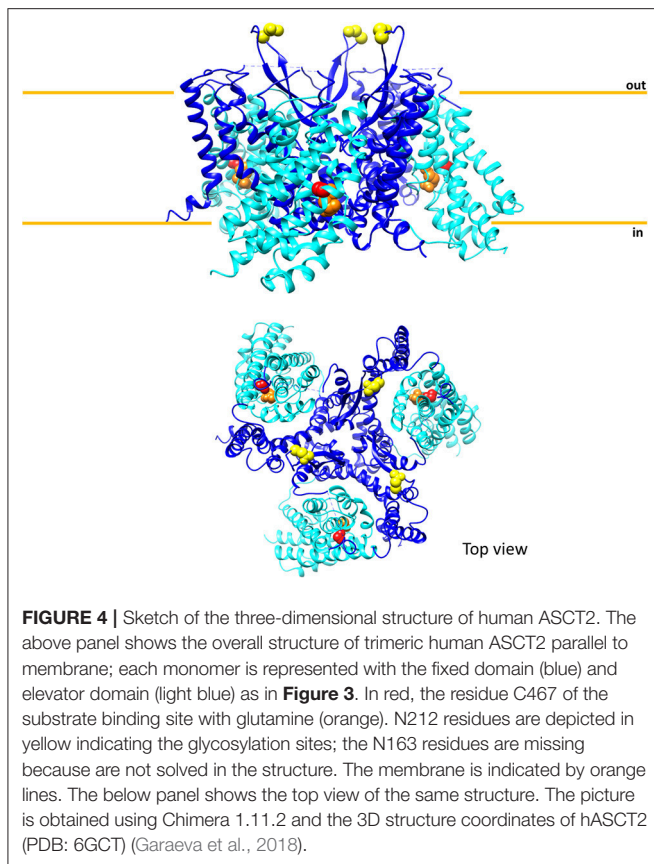 out
in
Top view
FIGURE 4 | Sketch of the three-dimensional structure of human ASCT2. The
above panel shows the overall structure of trimeric human ASCT2 parallel to
membrane; each monomer is represented with the fixed domain (blue) and
elevator domain (light blue) as in Figure 3. In red, the residue C467 of the
substrate binding site with glutamine (orange). N212 residues are depicted in
yellow indicating the glycosylation sites; the N163 residues are missing
because are not solved in the structure. The membrane is indicated by orange
lines. The below panel shows the top view of the same structure. The picture
is obtained using Chimera 1.11.2 and the 3D structure coordinates of hASCT2
(PDB: 6GCT) (Garaeva et al., 2018).